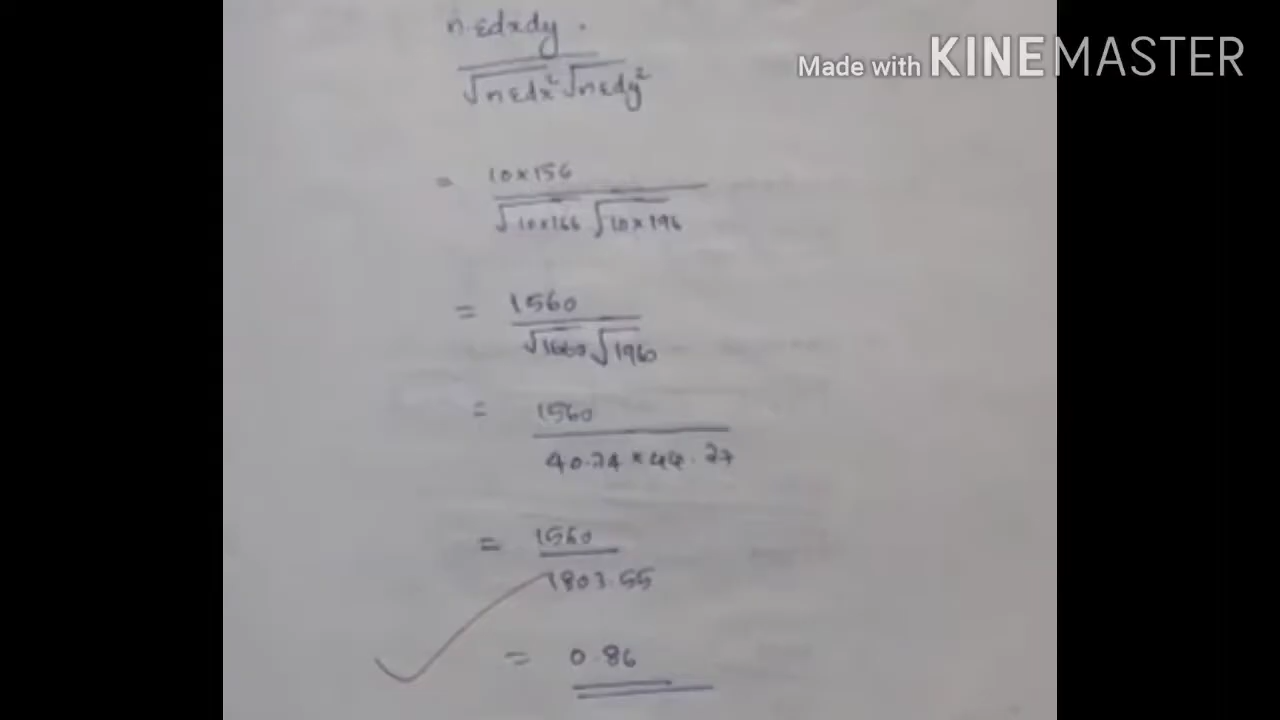 n Σdxdy .
Made with KINEMASTER
√nΣdx² √nΣdy²
= 10×156
√10×166 √10×196
= 1560
√1660 √1960
= 1560
40.74 × 44.27
= 1560
1803.55
= 0.86